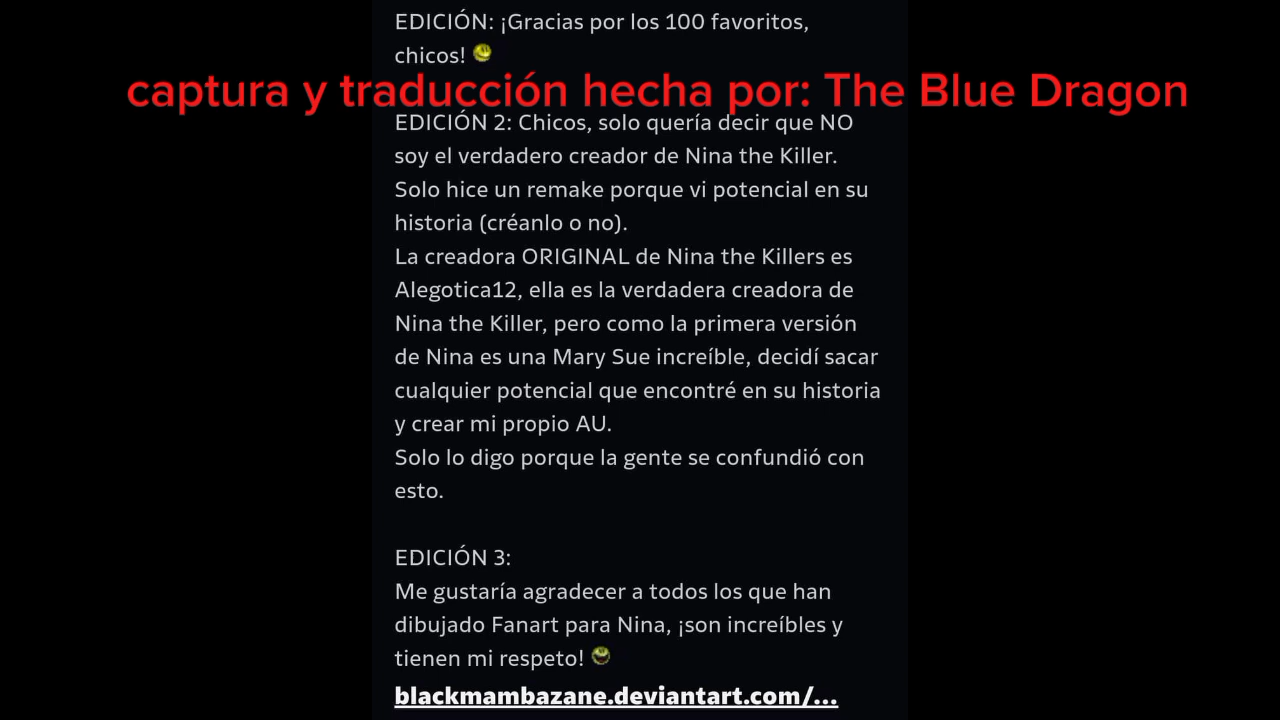 EDICIÓN: ¡Gracias por los 100 favoritos,
chicos!
captura y traducción hecha por: The Blue Dragon
EDICIÓN 2: Chicos, solo quería decir que NO
soy el verdadero creador de Nina the Killer.
Solo hice un remake porque vi potencial en su
historia (créanlo o no).
La creadora ORIGINAL de Nina the Killers es
Alegotica12, ella es la verdadera creadora de
Nina the Killer, pero como la primera versión
de Nina es una Mary Sue increíble, decidí sacar
cualquier potencial que encontré en su historia
y crear mi propio AU.
Solo lo digo porque la gente se confundió con
esto.
EDICIÓN 3:
Me gustaría agradecer a todos los que han
dibujado Fanart para Nina, ¡son increíbles y
tienen mi respeto!
blackmambazane.deviantart.com/...